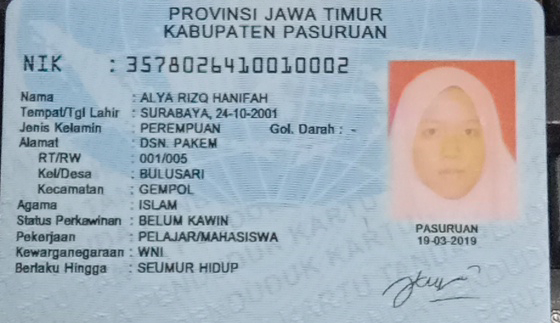 PROVINSI JAWA TIMUR
KABUPATEN PASURUAN
NIK : 3578026410010002
Nama : ALYA RIZQ HANIFAH
Tempat/Tgl Lahir : SURABAYA, 24-10-2001
Jenis Kelamin : PEREMPUAN Gol. Darah : -
Alamat : DSN. PAKEM
RT/RW : 001/005
Kel/Desa : BULUSARI
Kecamatan : GEMPOL
Agama : ISLAM
Status Perkawinan : BELUM KAWIN
Pekerjaan : PELAJAR/MAHASISWA
Kewarganegaraan : WNI
Berlaku Hingga : SEUMUR HIDUP
PASURUAN
19-03-2019